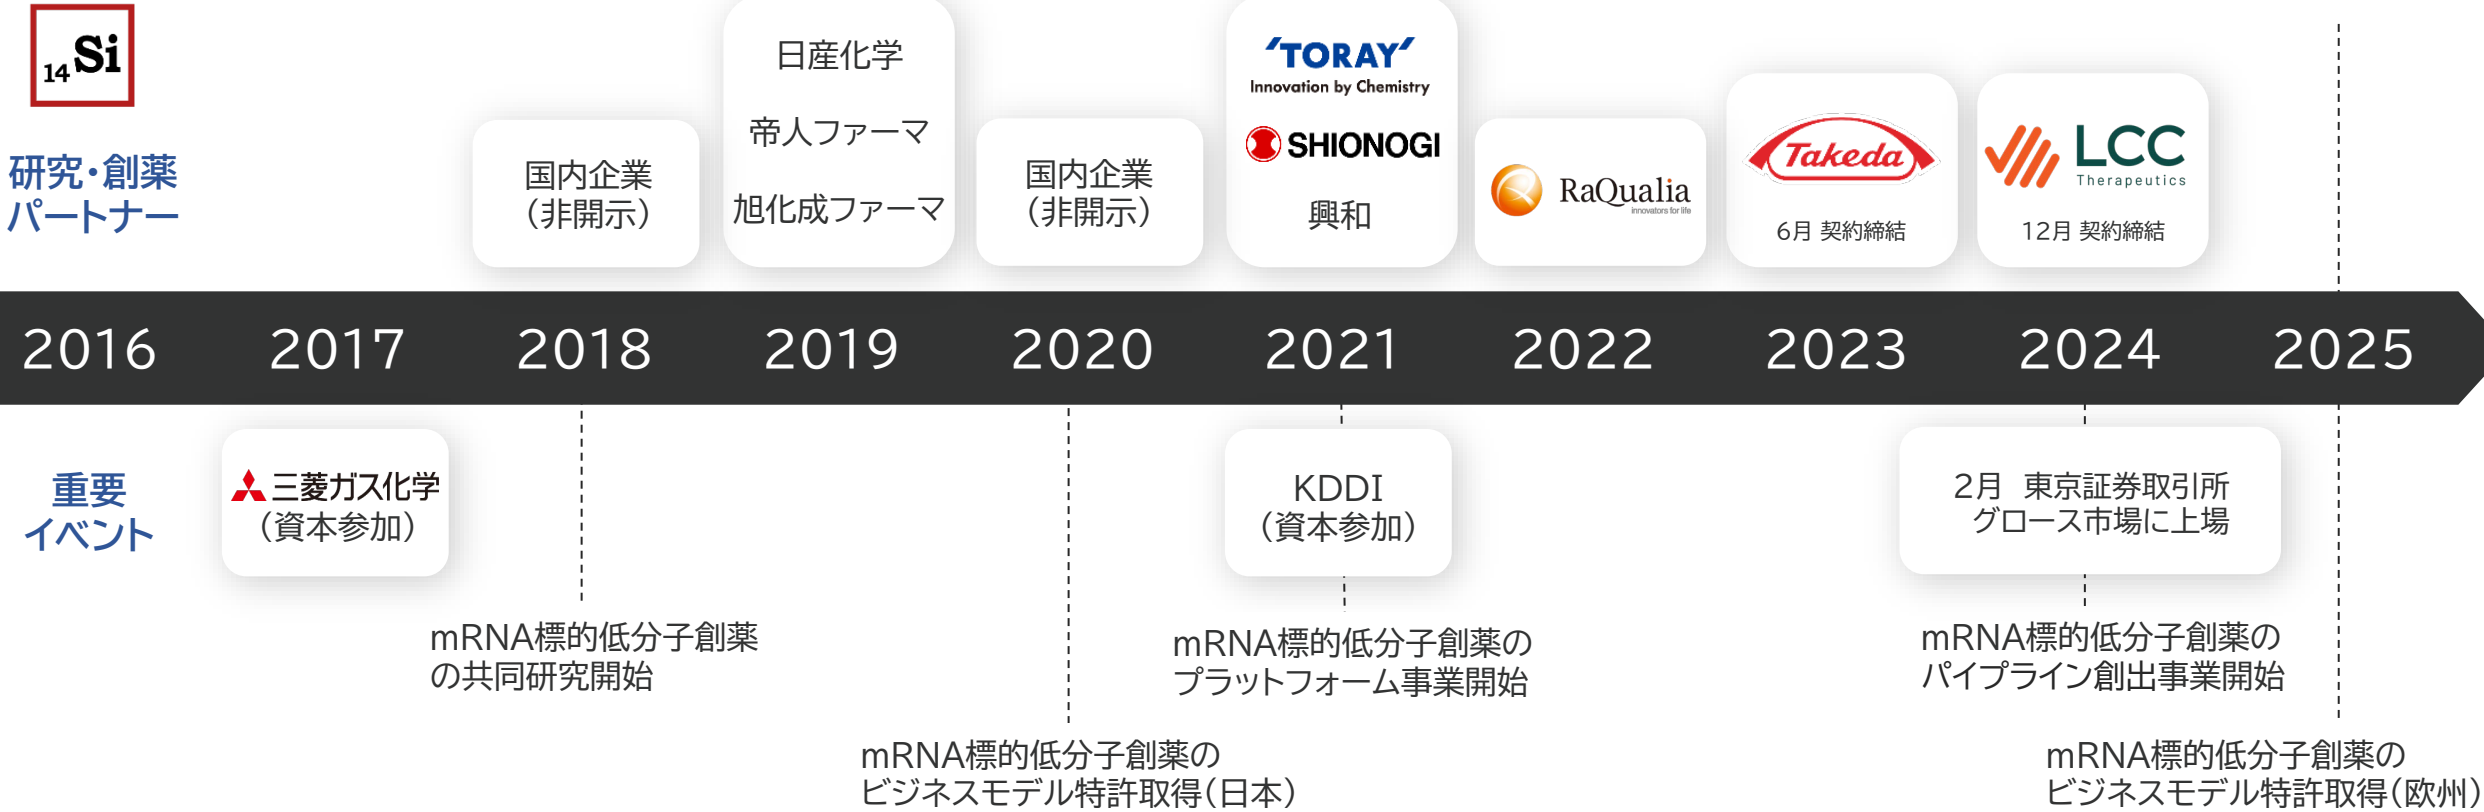 14 Si
研究・創薬
パートナー
国内企業
(非開示)
日産化学
帝人ファーマ
旭化成ファーマ
国内企業
(非開示)
'TORAY'
Innovation by Chemistry
SHIONOGI
興和
RaQualia
innovators for life
Takeda
6月 契約締結
LCC
Therapeutics
12月 契約締結
2016 2017 2018 2019 2020 2021 2022 2023 2024 2025
重要
イベント
三菱ガス化学
(資本参加)
KDDI
(資本参加)
2月 東京証券取引所
グロース市場に上場
mRNA標的低分子創薬
の共同研究開始
mRNA標的低分子創薬の
プラットフォーム事業開始
mRNA標的低分子創薬の
パイプライン創出事業開始
mRNA標的低分子創薬の
ビジネスモデル特許取得(日本)
mRNA標的低分子創薬の
ビジネスモデル特許取得(欧州)